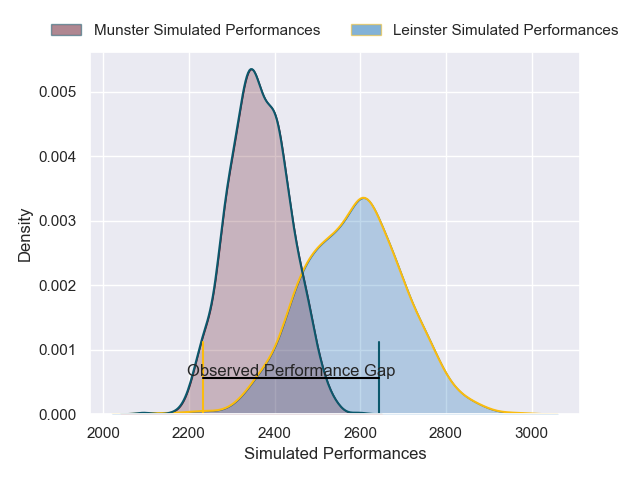 Munster Simulated Performances
Leinster Simulated Performances
0.005
0.004
0.003
0.002
0.001
0.000
Density
Observed Performance Gap
2000
2200
2400
2600
2800
3000
Simulated Performances